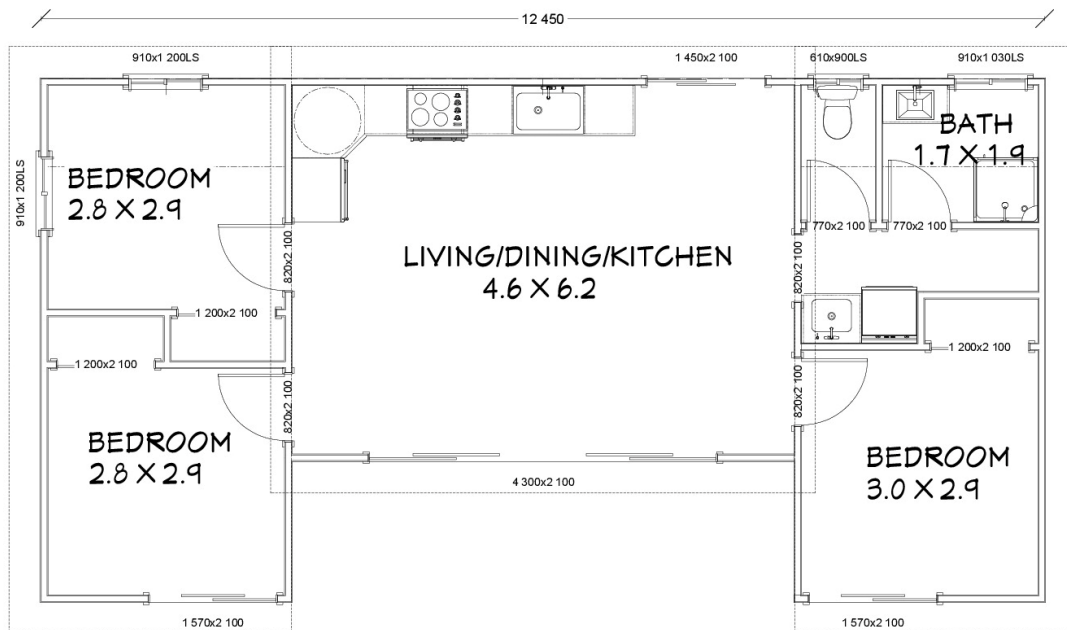 12 450
910x1 200LS
1 450x2 100
610x900LS
910x1 030LS
910x1 200LS
BATH
1.7 X 1.9
BEDROOM
2.8 X 2.9
770x2 100
770x2 100
820x2 100
LIVING/DINING/KITCHEN
4.6 X 6.2
820x2 100
1 200x2 100
1 200x2 100
1 200x2 100
820x2 100
820x2 100
BEDROOM
2.8 X 2.9
BEDROOM
3.0 X 2.9
4 300x2 100
1 570x2 100
1 570x2 100